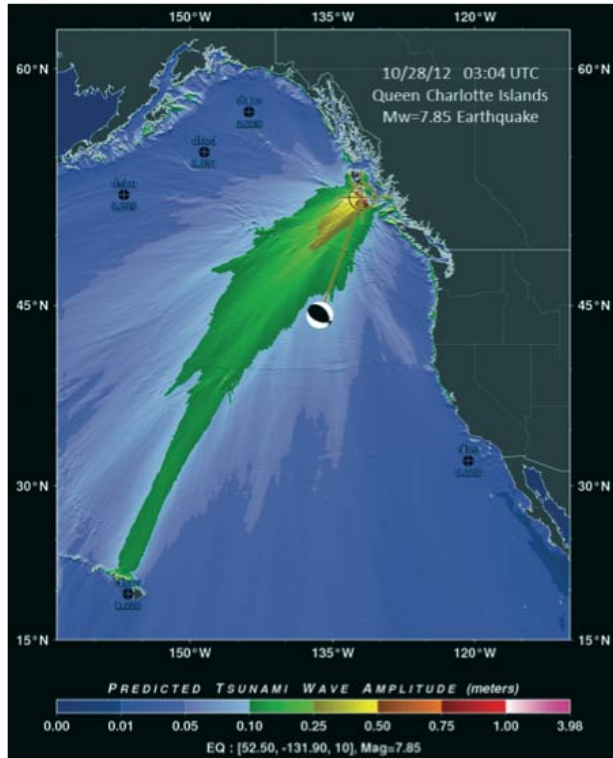 150°W 135°W 120°W
60°N 60°N
10/28/12 03:04 UTC
Queen Charlotte Islands
Mw=7.85 Earthquake
45°N 45°N
30°N 30°N
15°N 15°N
150°W 135°W 120°W
PREDICTED TSUNAMI WAVE AMPLITUDE (meters)
0.00 0.01 0.05 0.10 0.25 0.50 0.75 1.00 3.98
EQ : [52.50, -131.90, 10], Mag=7.85